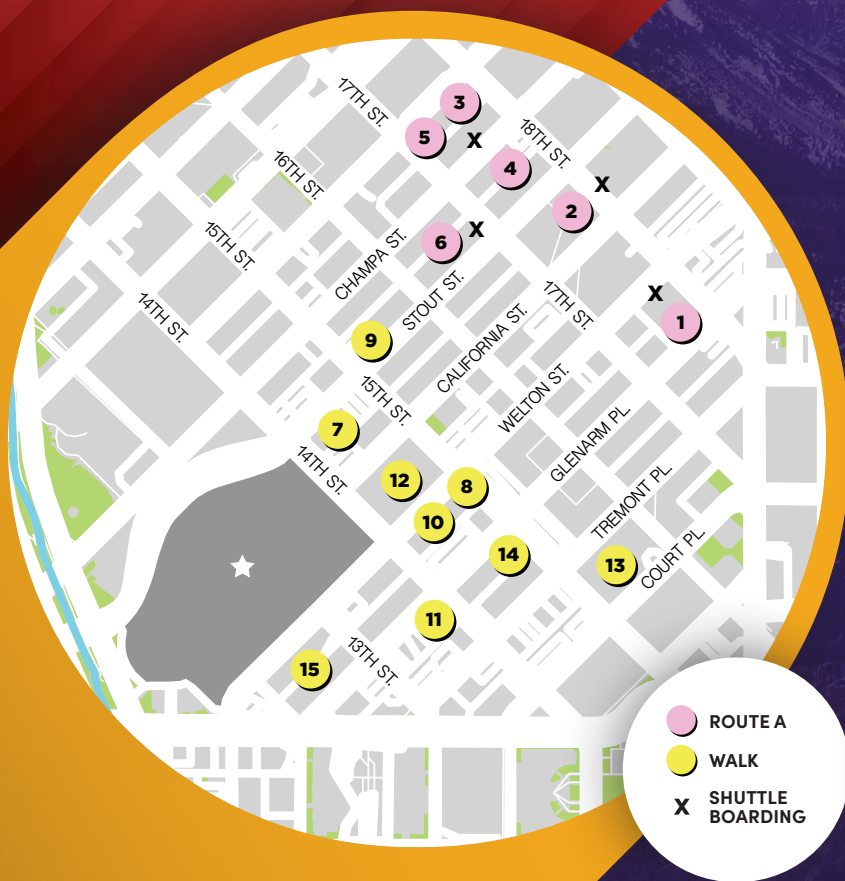 17TH ST.
3
5
X
18TH ST.
4
16TH ST.
X
2
15TH ST.
6
X
CHAMPA ST.
14TH ST.
STOUT ST.
17TH ST.
X
1
9
CALIFORNIA ST.
15TH ST.
WELTON ST.
7
GLENARM PL.
14TH ST.
12
8
10
TREMONT PL.
14
13
COURT PL.
11
13TH ST.
15
ROUTE A
WALK
X SHUTTLE
BOARDING